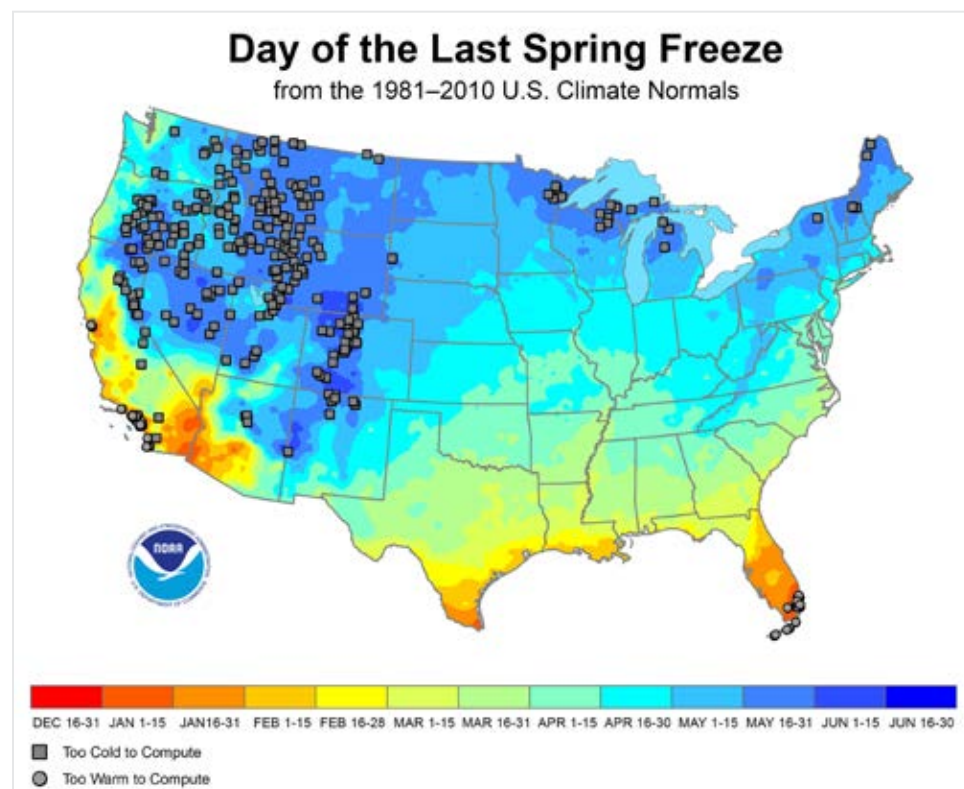 Day of the Last Spring Freeze
from the 1981–2010 U.S. Climate Normals
NOAA
DEC 16-31 JAN 1-15 JAN16-31 FEB 1-15 FEB 16-28 MAR 1-15 MAR 16-31 APR 1-15 APR 16-30 MAY 1-15 MAY 16-31 JUN 1-15 JUN 16-30
Too Cold to Compute
Too Warm to Compute